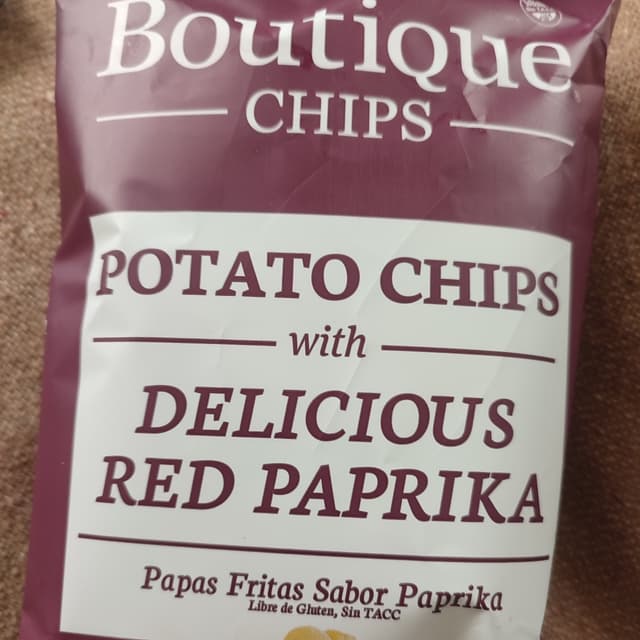 Boutique
CHIPS
POTATO CHIPS
with
DELICIOUS
RED PAPRIKA
Papas Fritas Sabor Paprika
Libre de Gluten, Sin TACC